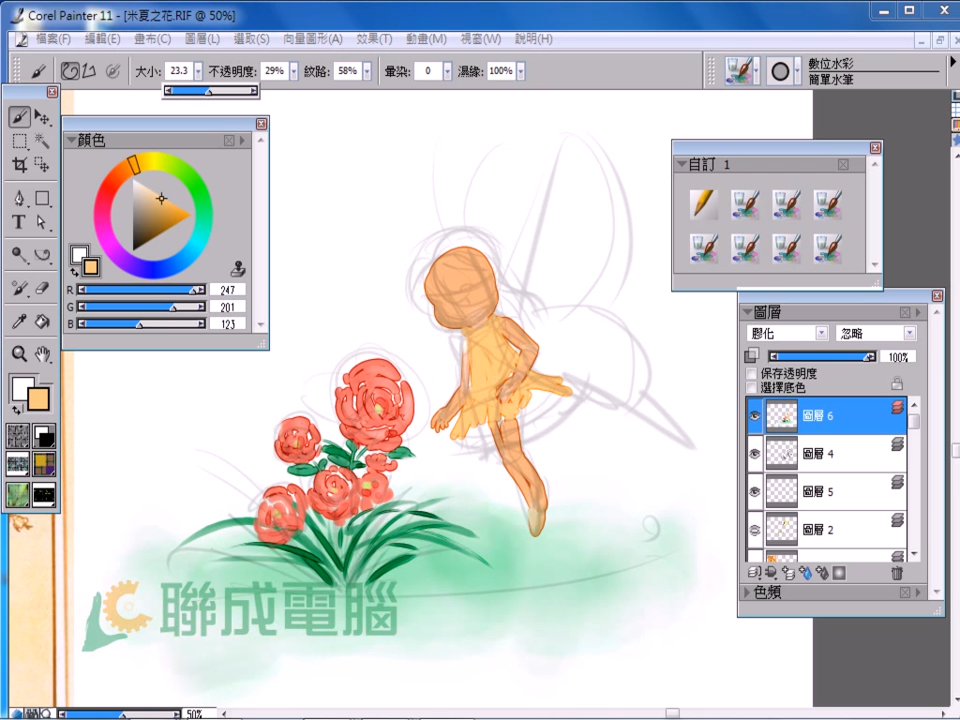 Corel Painter 11 - [米夏之花.RIF @ 50%]
檔案(F) 編輯(E) 畫布(C) 圖層(L) 選取(S) 向量圖形(A) 效果(T) 動畫(M) 視窗(W) 說明(H)
大小: 23.3 不透明度: 29% 紋路: 58% 暈染: 0 濕緣: 100%
數位水彩
簡單水筆
顏色
R 247
G 201
B 123
自訂 1
圖層
膠化 忽略
100%
保存透明度
選擇底色
圖層 6
圖層 4
圖層 5
圖層 2
色頻
T
聯成電腦
50%